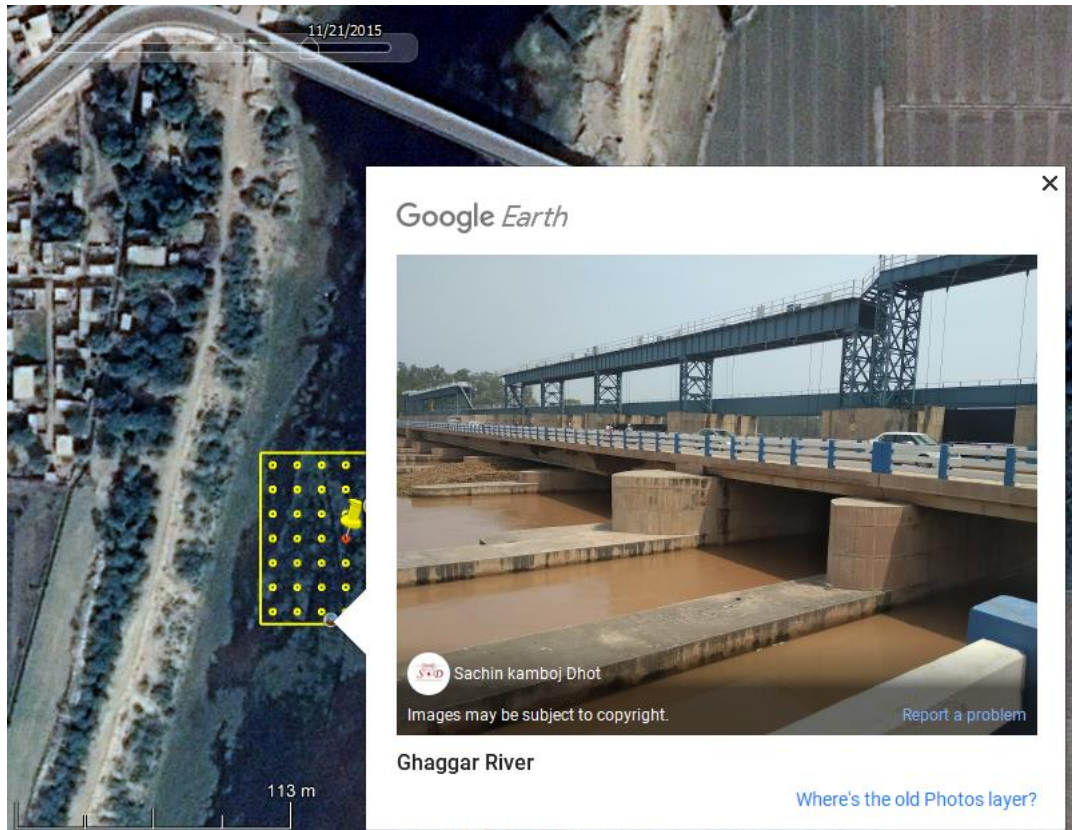 11/21/2015
Google Earth
Sachin kamboj Dhot
Images may be subject to copyright.
Report a problem
Ghaggar River
Where's the old Photos layer?
113 m